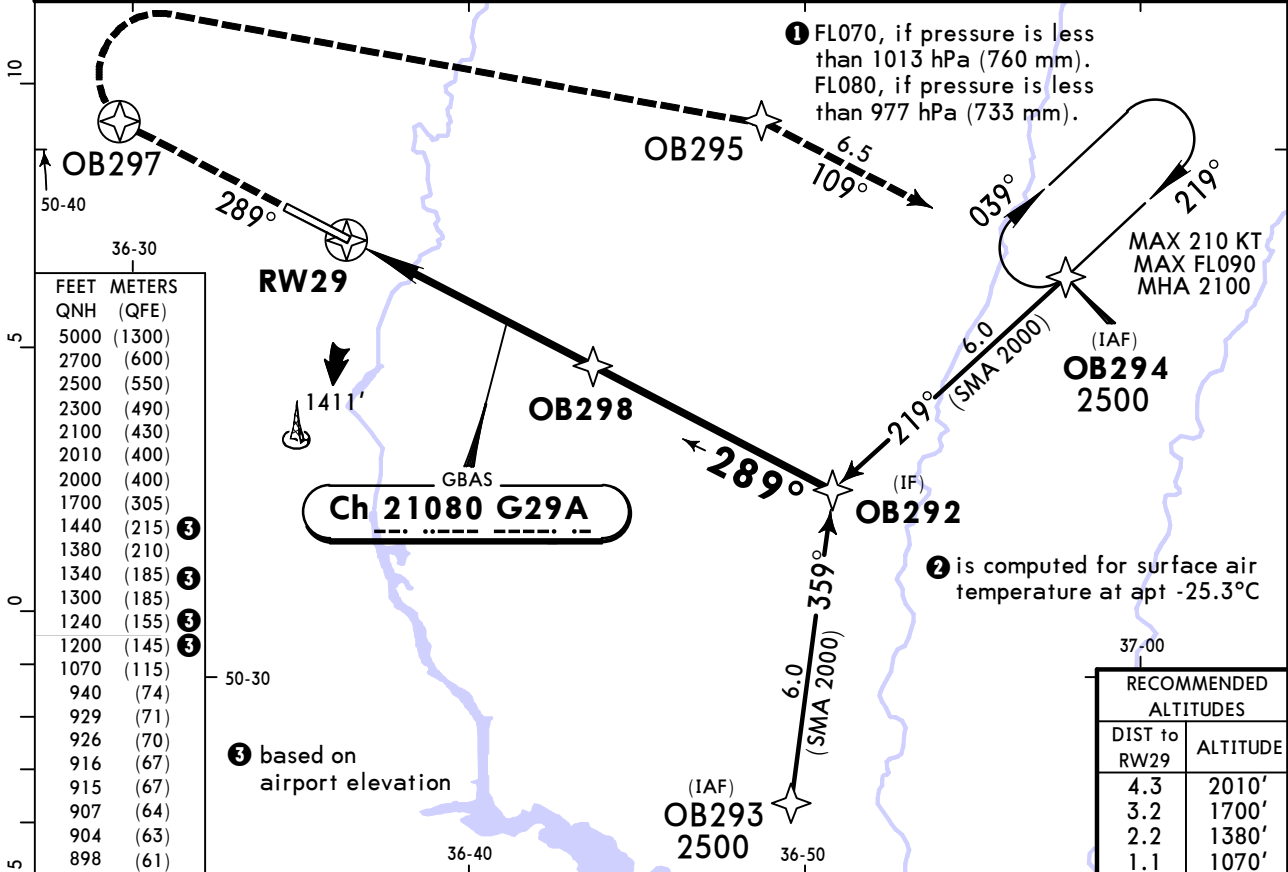 ❶ FL070, if pressure is less
than 1013 hPa (760 mm).
FL080, if pressure is less
than 977 hPa (733 mm).
10
OB297
OB295
6.5
109°
039°
219°
50-40
289°
36-30
RW29
MAX 210 KT
MAX FL090
MHA 2100
FEET METERS
QNH (QFE)
5000 (1300)
2700 (600)
2500 (550)
2300 (490)
2100 (430)
2010 (400)
2000 (400)
1700 (305)
1440 (215) ❸
1380 (210)
1340 (185) ❸
1300 (185)
1240 (155) ❸
1200 (145) ❸
1070 (115)
940 (74)
929 (71)
926 (70)
916 (67)
915 (67)
907 (64)
904 (63)
898 (61)
5
1411'
OB298
6.0
(SMA 2000)
219°
(IAF)
OB294
2500
289°
GBAS
Ch 21080 G29A
(IF)
OB292
❷ is computed for surface air
temperature at apt -25.3°C
0
359°
6.0
(SMA 2000)
50-30
37-00
❸ based on
airport elevation
(IAF)
OB293
2500
5
36-40
36-50
RECOMMENDED
ALTITUDES
DIST to
RW29
ALTITUDE
4.3 2010'
3.2 1700'
2.2 1380'
1.1 1070'